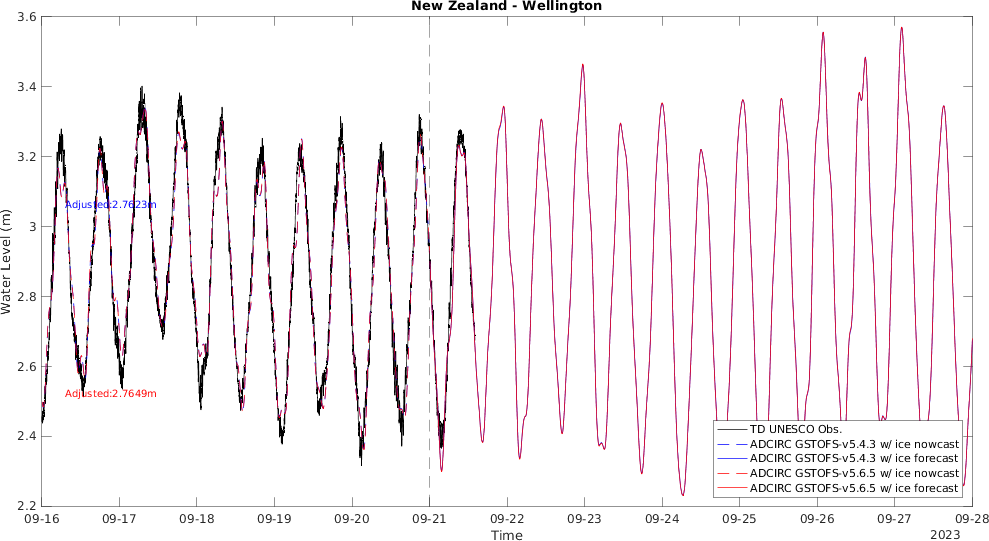 New Zealand - Wellington
3.6
3.4
3.2
3
2.8
2.6
2.4
2.2
Water Level (m)
Adjusted:2.7623m
Adjusted:2.7649m
TD UNESCO Obs.
ADCIRC GSTOFS-v5.4.3 w/ ice nowcast
ADCIRC GSTOFS-v5.4.3 w/ ice forecast
ADCIRC GSTOFS-v5.6.5 w/ ice nowcast
ADCIRC GSTOFS-v5.6.5 w/ ice forecast
09-16 09-17 09-18 09-19 09-20 09-21 09-22 09-23 09-24 09-25 09-26 09-27 09-28
Time
2023